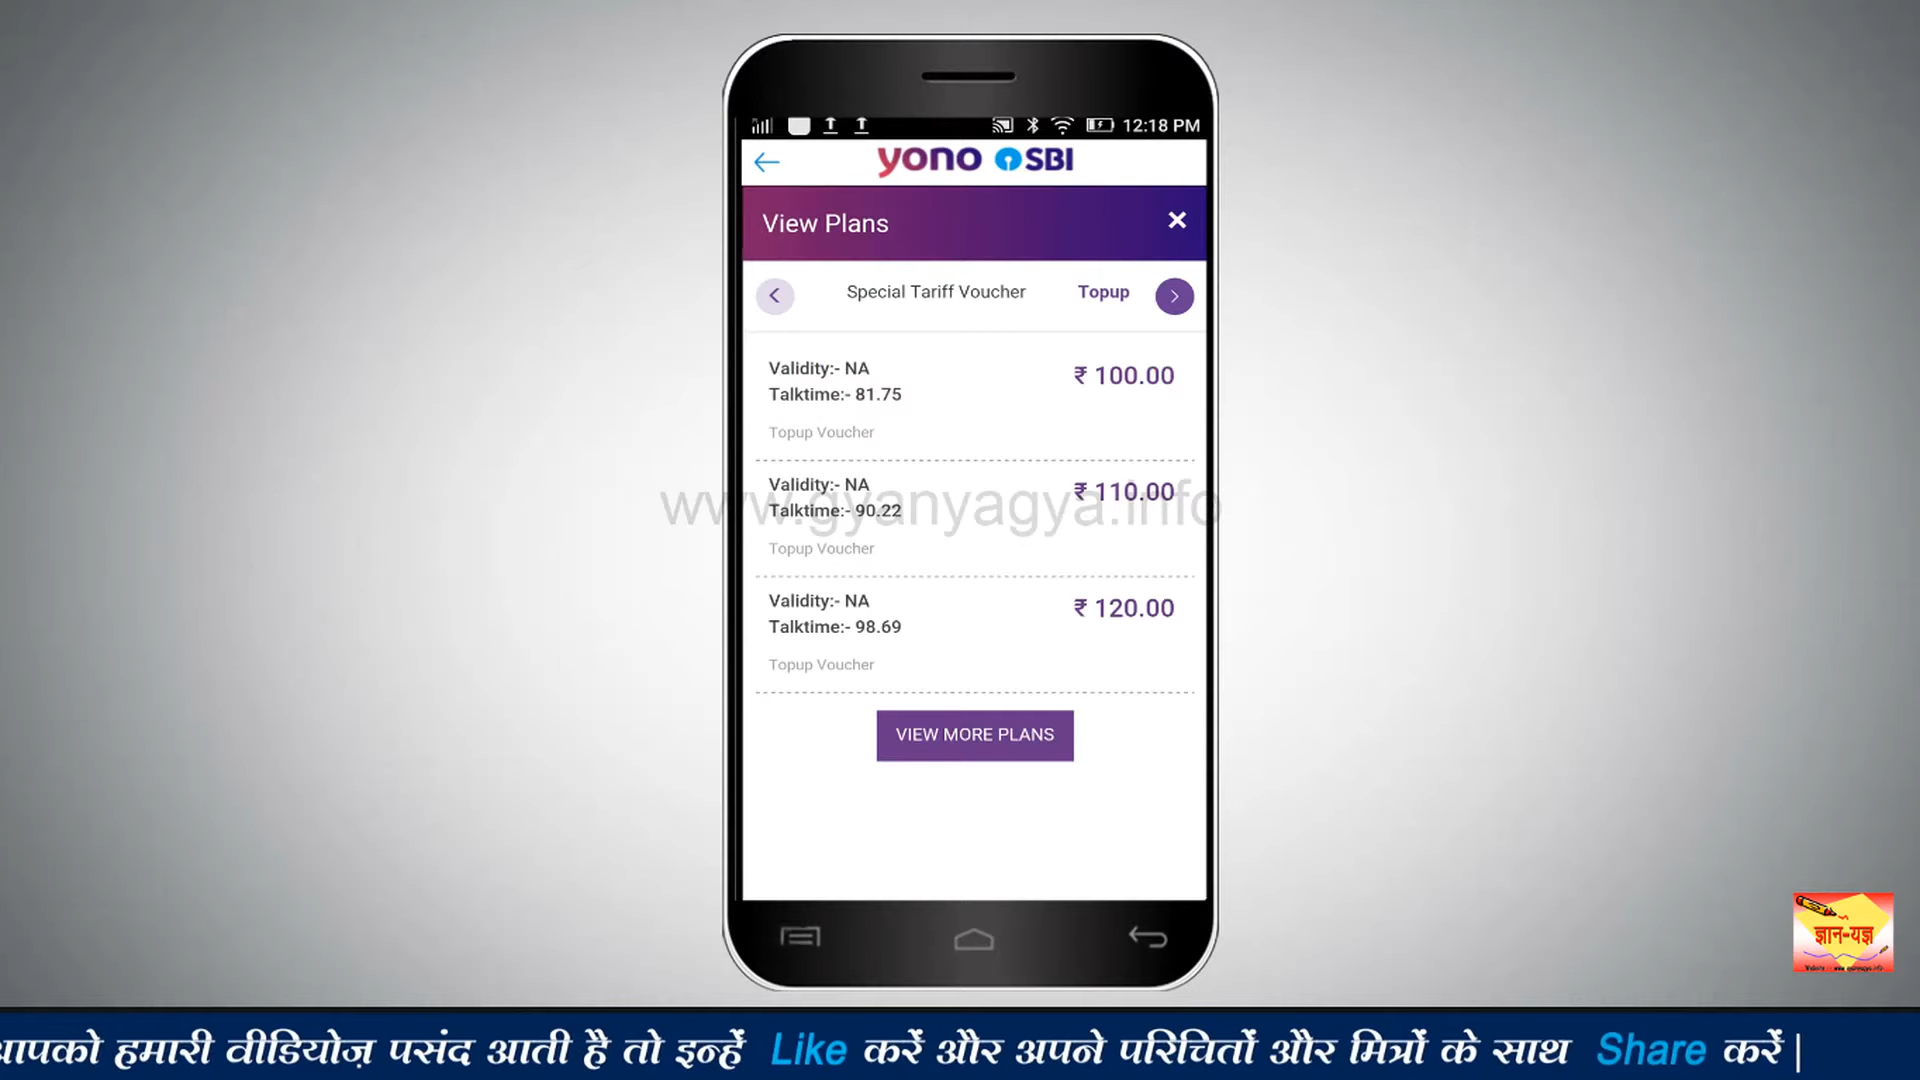 12:18 PM
yono SBI
View Plans
Special Tariff Voucher Topup
Validity:- NA
₹ 100.00
Talktime:- 81.75
Topup Voucher
Validity:- NA
₹ 110.00
www.gyanyagya.info
Talktime:- 90.22
Topup Voucher
Validity:- NA
₹ 120.00
Talktime:- 98.69
Topup Voucher
VIEW MORE PLANS
ज्ञान-यज्ञ
आपको हमारी वीडियोज़ पसंद आती है तो इन्हें Like करें और अपने परिचितों और मित्रों के साथ Share करें |